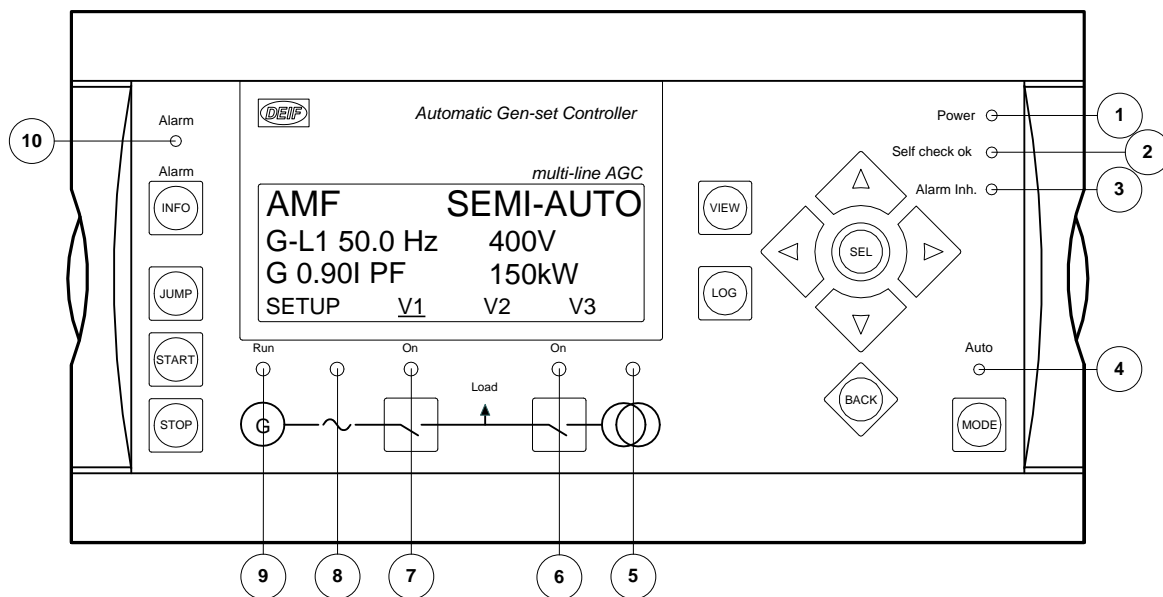 DEIF
Automatic Gen-set Controller
multi-line AGC
Power
1
Self check ok
2
Alarm Inh.
3
10
Alarm
Alarm
INFO
JUMP
START
STOP
AMF SEMI-AUTO
G-L1 50.0 Hz 400V
G 0.90I PF 150kW
SETUP V1 V2 V3
VIEW
LOG
SEL
BACK
Auto
4
MODE
Run
On
On
Load
G
9
8
7
6
5